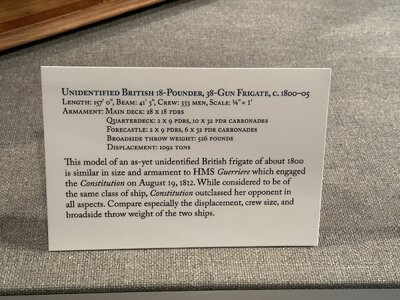 Unidentified British 18-Pounder, 38-Gun Frigate, c. 1800–05
Length: 157' 0", Beam: 41' 3", Crew: 333 men, Scale: ¼" = 1'
Armament: Main deck: 28 x 18 pdrs
Quarterdeck: 2 x 9 pdrs, 10 x 32 pdr carronades
Forecastle: 2 x 9 pdrs, 6 x 32 pdr carronades
Broadside throw weight: 526 pounds
Displacement: 1092 tons
This model of an as-yet unidentified British frigate of about 1800
is similar in size and armament to HMS Guerriere which engaged
the Constitution on August 19, 1812. While considered to be of
the same class of ship, Constitution outclassed her opponent in
all aspects. Compare especially the displacement, crew size, and
broadside throw weight of the two ships.